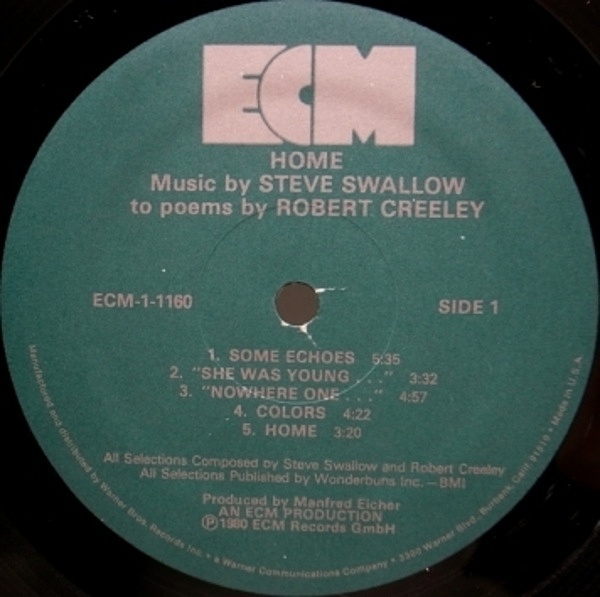 ECM
HOME
Music by STEVE SWALLOW
to poems by ROBERT CREELEY
ECM-1-1160
SIDE 1
1. SOME ECHOES 5:35
2. "SHE WAS YOUNG . . ." 3:32
3. "NOWHERE ONE . . ." 4:57
4. COLORS 4:22
5. HOME 3:20
All Selections Composed by Steve Swallow and Robert Creeley
All Selections Published by Wonderbuns Inc. – BMI
Produced by Manfred Eicher
AN ECM PRODUCTION
Ⓟ 1980 ECM Records GmbH
Manufactured and distributed by Warner Bros. Records Inc. • a Warner Communications Company • 3300 Warner Blvd., Burbank, Calif. 91510 • Made in U.S.A.